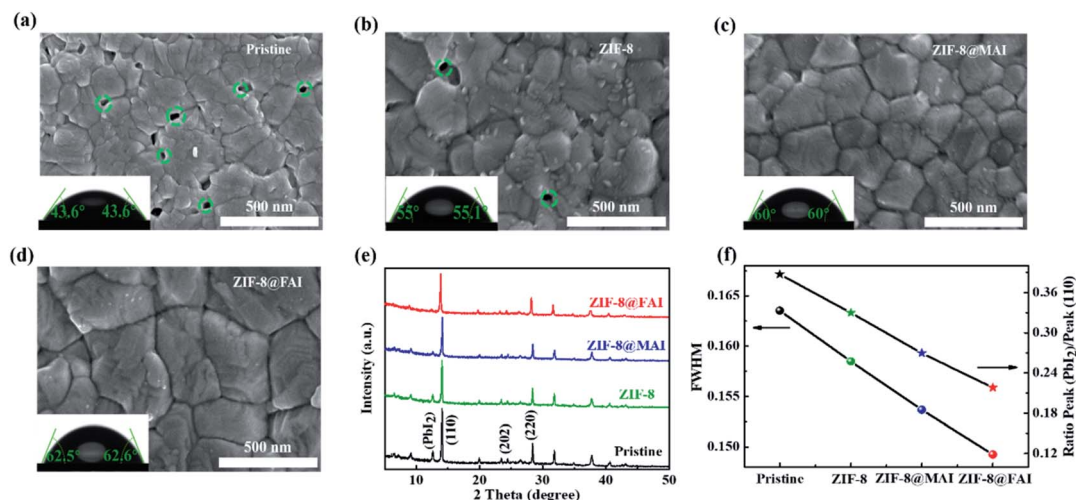 (a)
Pristine
43.6° 43.6°
500 nm
(b)
ZIF-8
55° 55.1°
500 nm
(c)
ZIF-8@MAI
60° 60°
500 nm
(d)
ZIF-8@FAI
62.5° 62.6°
500 nm
(e)
Intensity (a.u.)
ZIF-8@FAI
ZIF-8@MAI
ZIF-8
(PbI₂) (110) (202) (220)
Pristine
10 20 30 40 50
2 Theta (degree)
(f)
FWHM
0.165
0.160
0.155
0.150
Pristine ZIF-8 ZIF-8@MAI ZIF-8@FAI
0.36
0.30
0.24
0.18
0.12
Ratio Peak (PbI₂)/Peak (110)